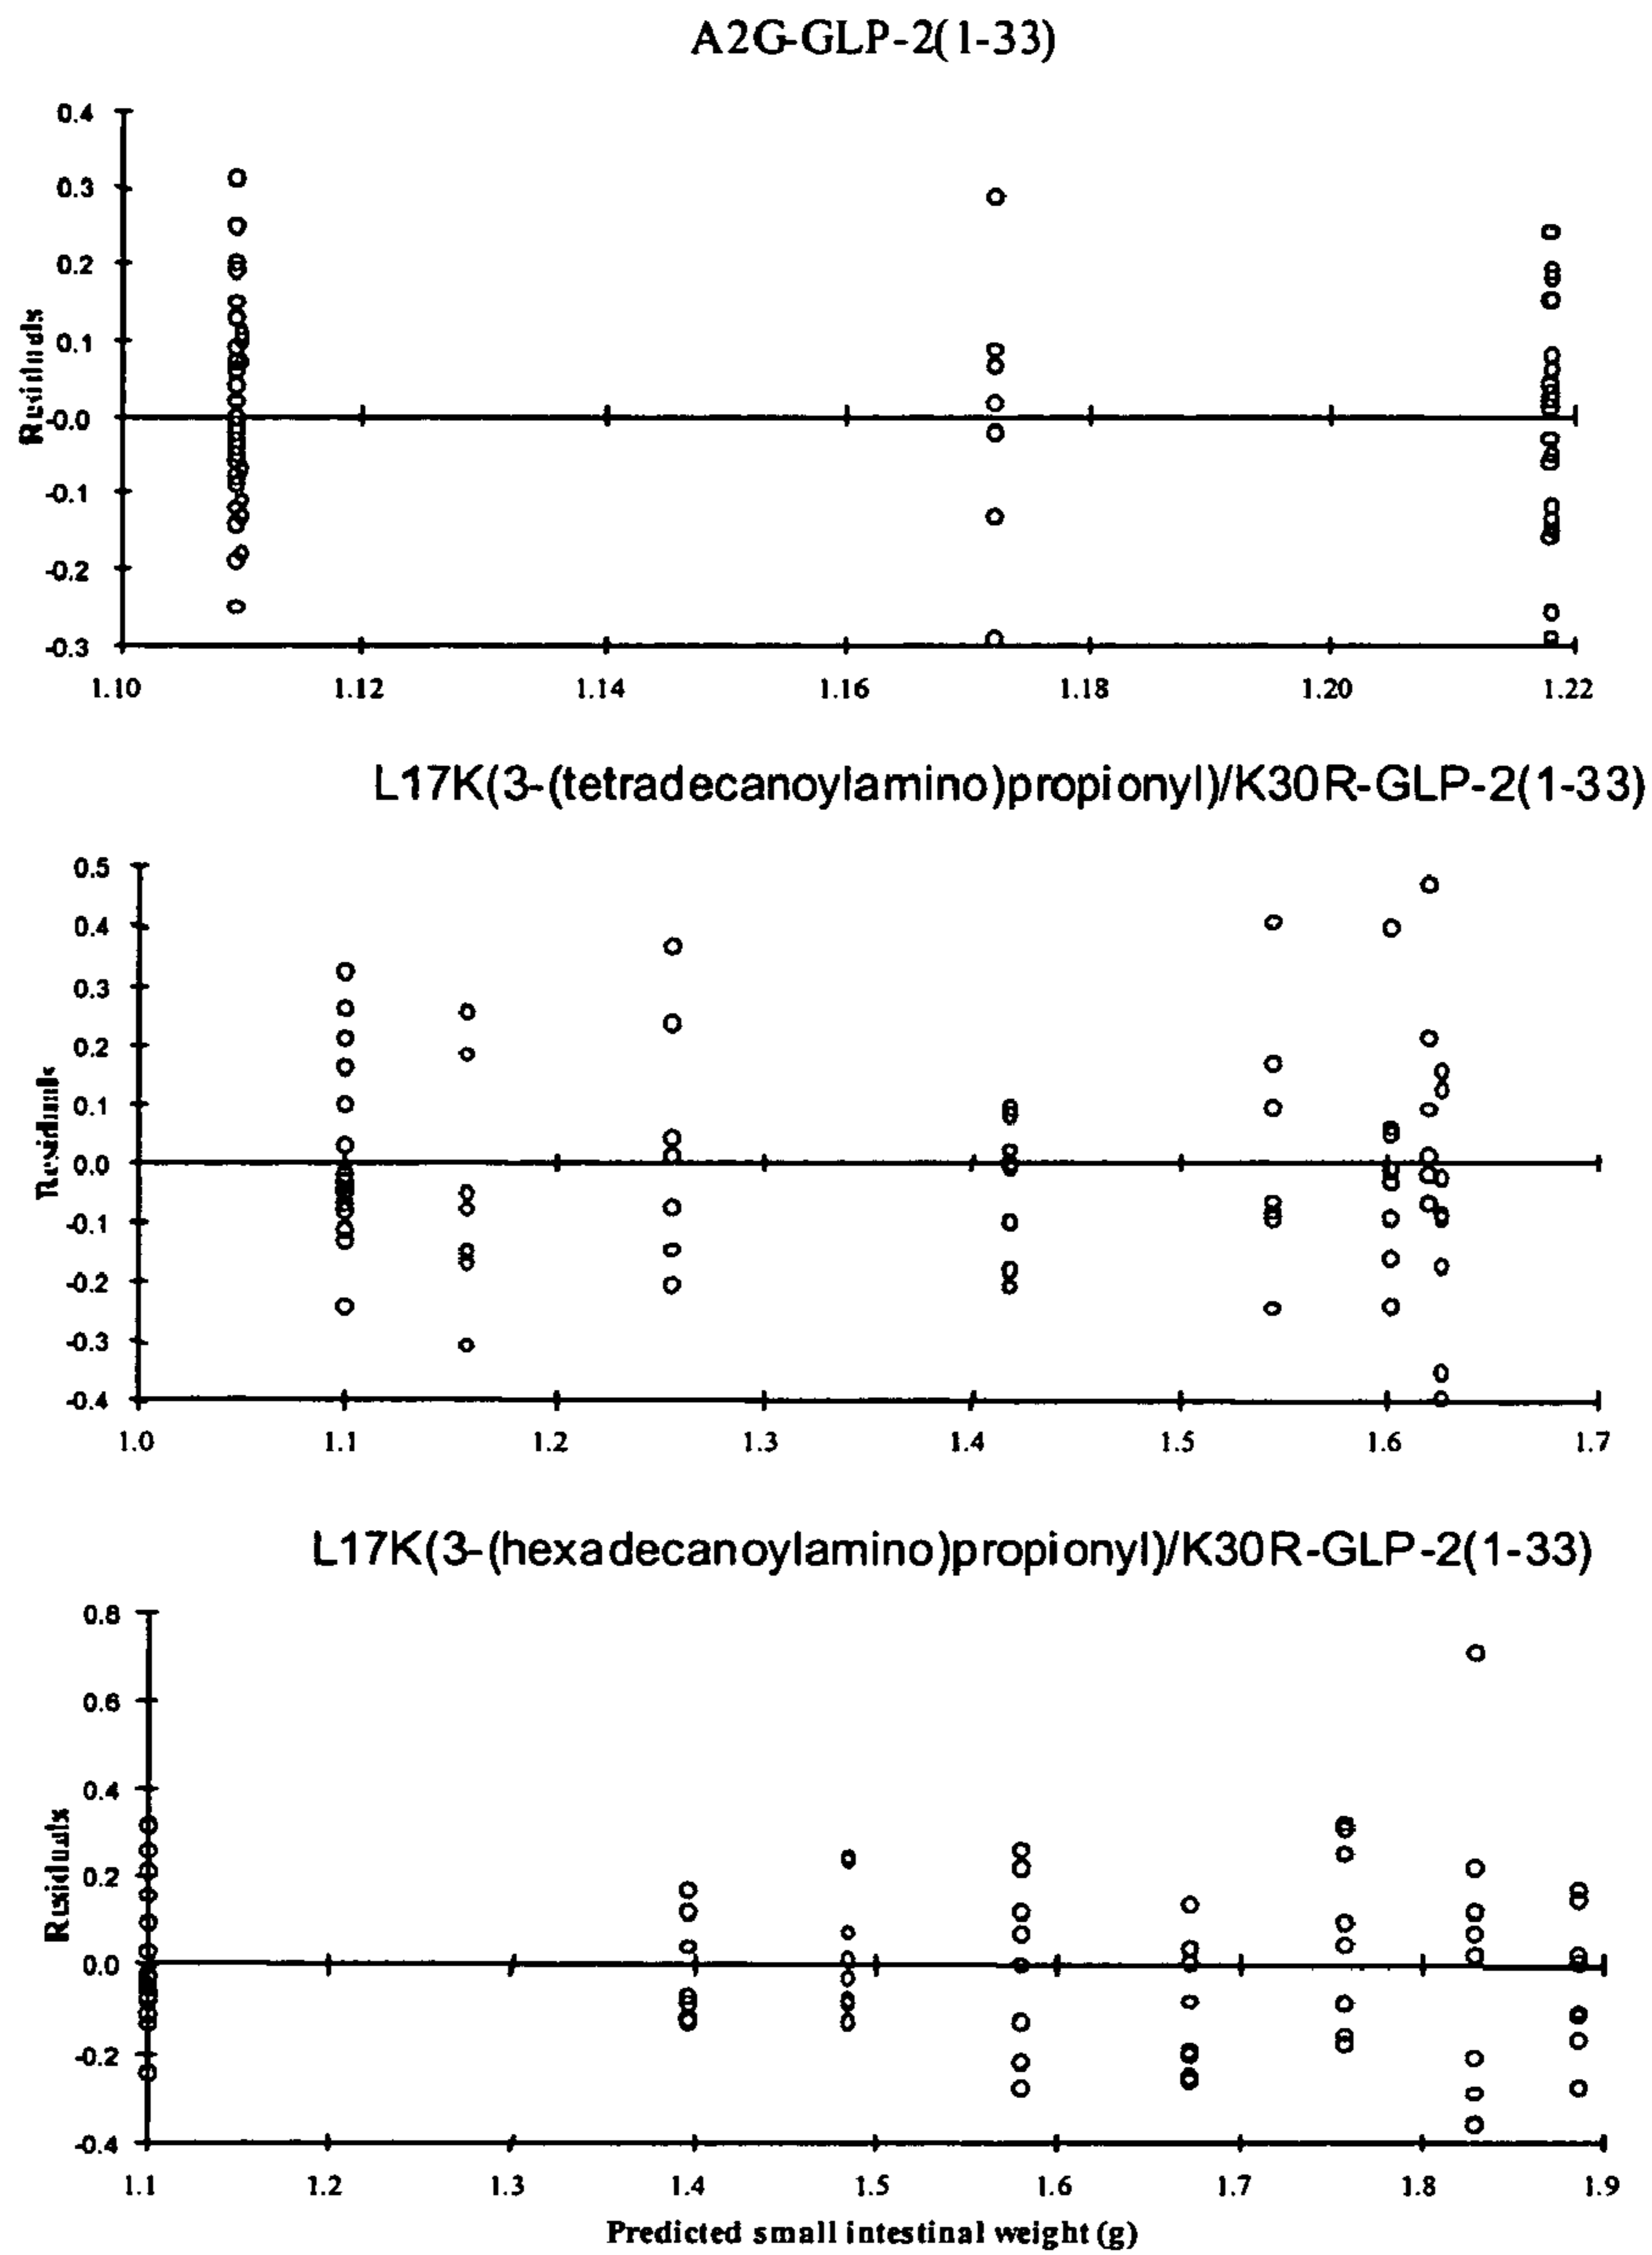 A2G-GLP-2(1-33)
0.4
0.3
0.2
0.1
-0.0
-0.1
-0.2
-0.3
Residuals
1.10 1.12 1.14 1.16 1.18 1.20 1.22
L17K(3-(tetradecanoylamino)propionyl)/K30R-GLP-2(1-33)
0.5
0.4
0.3
0.2
0.1
0.0
-0.1
-0.2
-0.3
-0.4
Residuals
1.0 1.1 1.2 1.3 1.4 1.5 1.6 1.7
L17K(3-(hexadecanoylamino)propionyl)/K30R-GLP-2(1-33)
0.8
0.6
0.4
0.2
0.0
-0.2
-0.4
Residuals
1.1 1.2 1.3 1.4 1.5 1.6 1.7 1.8 1.9
Predicted small intestinal weight (g)